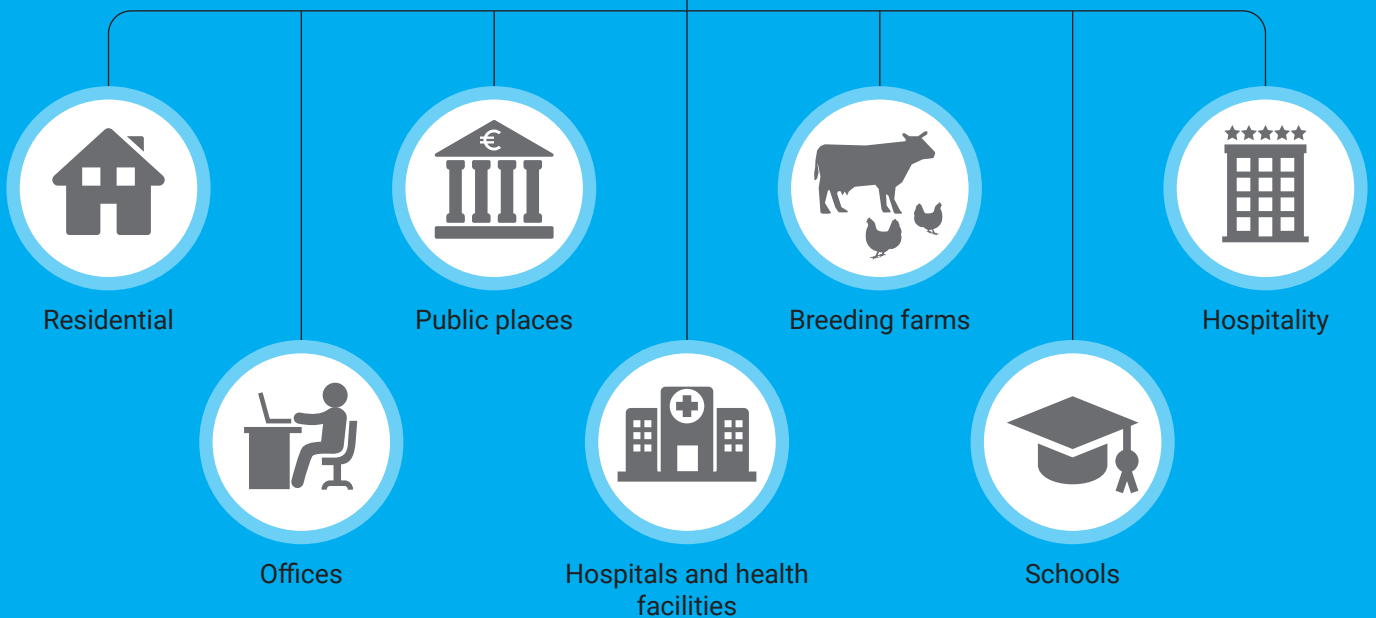 €
Residential
Public places
Breeding farms
Hospitality
Offices
Hospitals and health
facilities
Schools